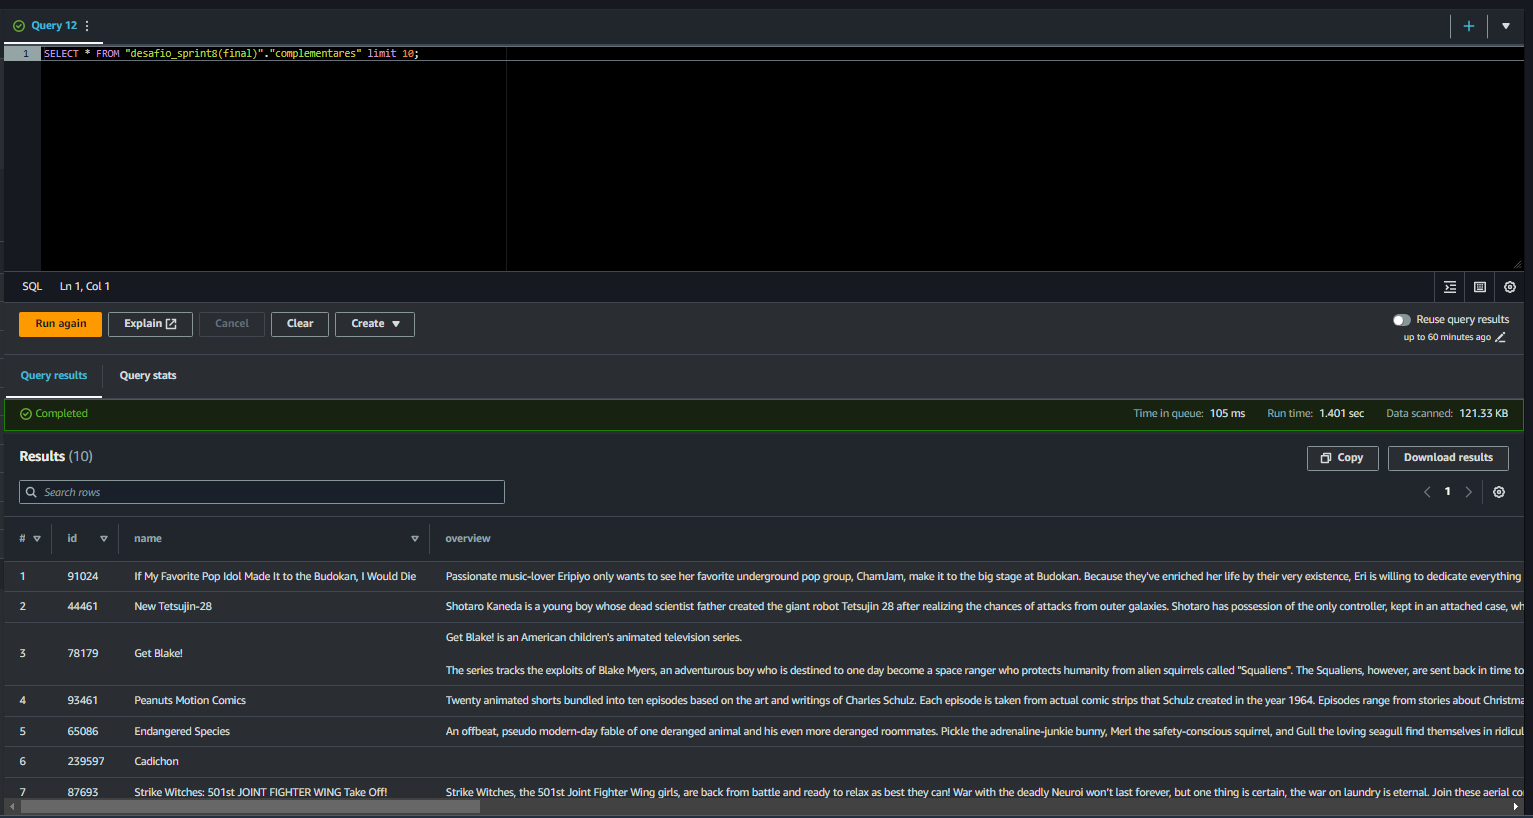 Query 12
1 SELECT * FROM "desafio_sprint8(final)"."complementares" limit 10;
SQL Ln 1, Col 1
Run again Explain Cancel Clear Create Reuse query results
up to 60 minutes ago
Query results Query stats
Completed Time in queue: 105 ms Run time: 1.401 sec Data scanned: 121.33 KB
Results (10) Copy Download results
Search rows 1
# id name overview
1 91024 If My Favorite Pop Idol Made It to the Budokan, I Would Die Passionate music-lover Eripiyo only wants to see her favorite underground pop group, ChamJam, make it to the big stage at Budokan. Because they've enriched her life by their very existence, Eri is willing to dedicate everything
2 44461 New Tetsujin-28 Shotaro Kaneda is a young boy whose dead scientist father created the giant robot Tetsujin 28 after realizing the chances of attacks from outer galaxies. Shotaro has possession of the only controller, kept in an attached case, wh
Get Blake! is an American children's animated television series.
3 78179 Get Blake!
The series tracks the exploits of Blake Myers, an adventurous boy who is destined to one day become a space ranger who protects humanity from alien squirrels called "Squaliens". The Squaliens, however, are sent back in time to
4 93461 Peanuts Motion Comics Twenty animated shorts bundled into ten episodes based on the art and writings of Charles Schulz. Each episode is taken from actual comic strips that Schulz created in the year 1964. Episodes range from stories about Christma
5 65086 Endangered Species An offbeat, pseudo modern-day fable of one deranged animal and his even more deranged roommates. Pickle the adrenaline-junkie bunny, Merl the safety-conscious squirrel, and Gull the loving seagull find themselves in ridicul
6 239597 Cadichon
7 87693 Strike Witches: 501st JOINT FIGHTER WING Take Off! Strike Witches, the 501st Joint Fighter Wing girls, are back from battle and ready to relax as best they can! War with the deadly Neuroi won't last forever, but one thing is certain, the war on laundry is eternal. Join these aerial co